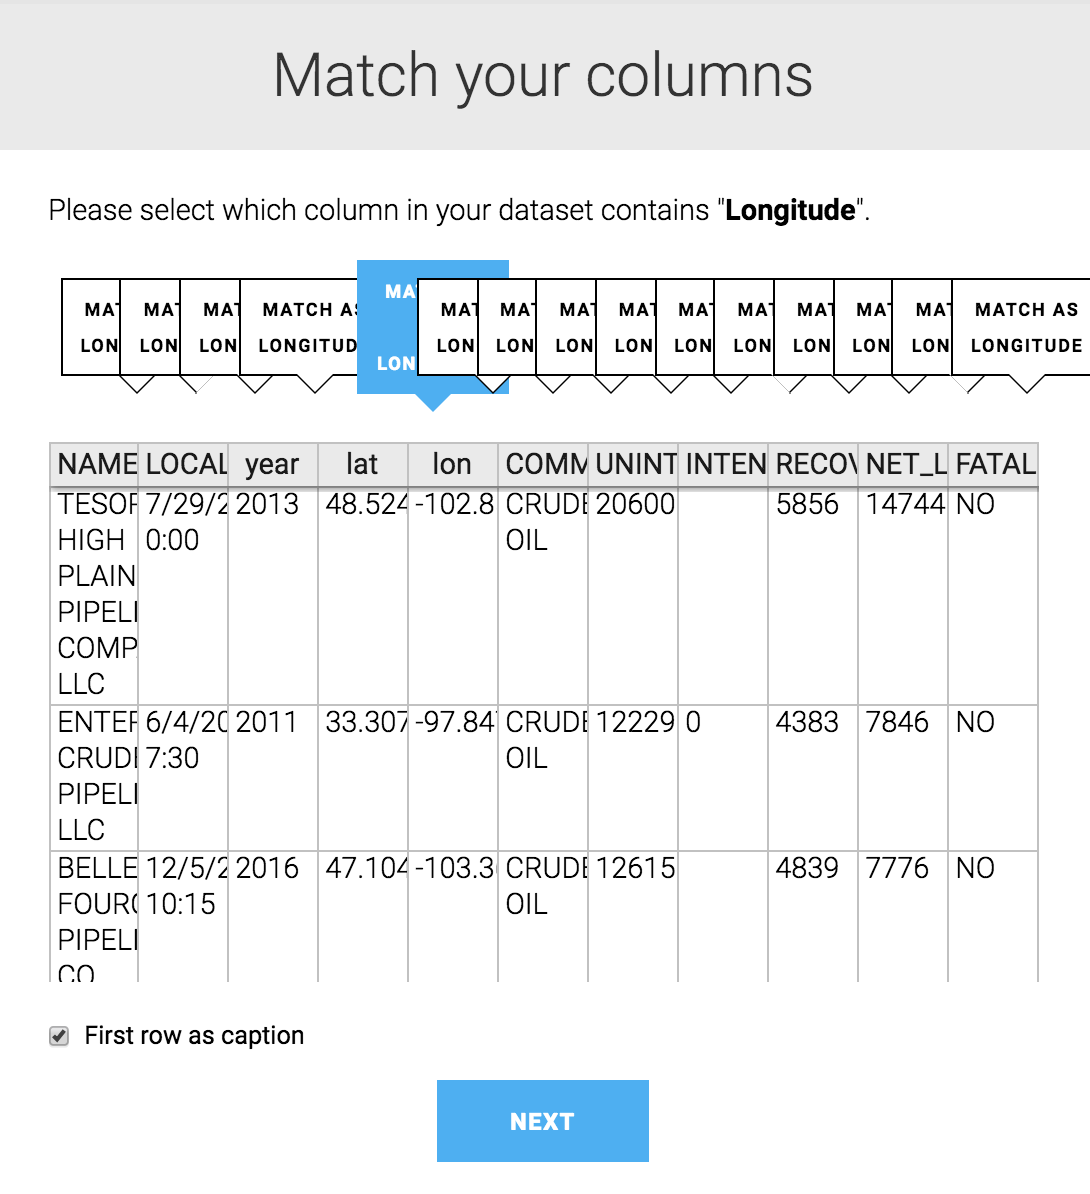 Match your columns
Please select which column in your dataset contains "Longitude".
MAT MAT MAT MATCH AS MAT MAT MAT MAT MAT MAT MAT MAT MAT MAT MATCH AS
LON LON LON LONGITUD LON LON LON LON LON LON LON LON LON LON LONGITUDE
NAME LOCAL year lat lon COMM UNINT INTEN RECOV NET_L FATAL
TESOR 7/29/2 2013 48.524 -102.8 CRUDE 20600 5856 14744 NO
HIGH 0:00 OIL
PLAIN
PIPELI
COMP
LLC
ENTER 6/4/20 2011 33.307 -97.847 CRUDE 12229 0 4383 7846 NO
CRUDE 7:30 OIL
PIPELI
LLC
BELLE 12/5/2 2016 47.104 -103.3 CRUDE 12615 4839 7776 NO
FOURC 10:15 OIL
PIPELI
CO
First row as caption
NEXT